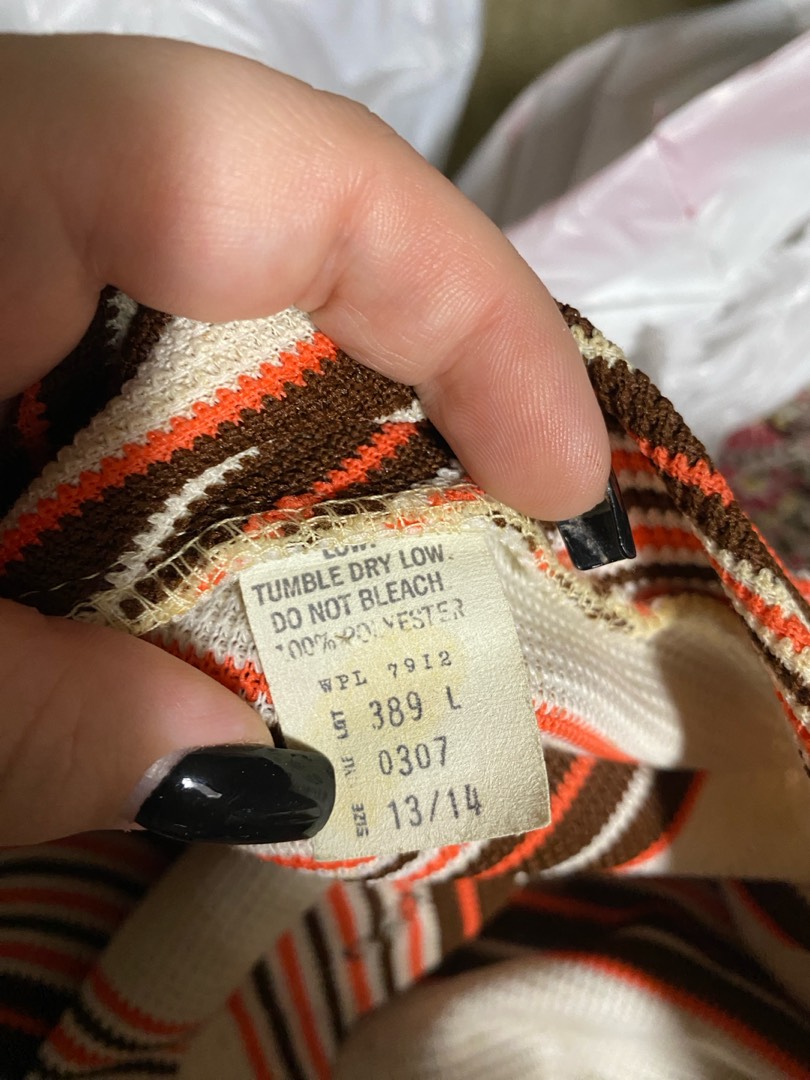 TUMBLE DRY LOW.
DO NOT BLEACH
100% POLYESTER
WPL 7912
LOT 389 L
0307
SIZE 13/14